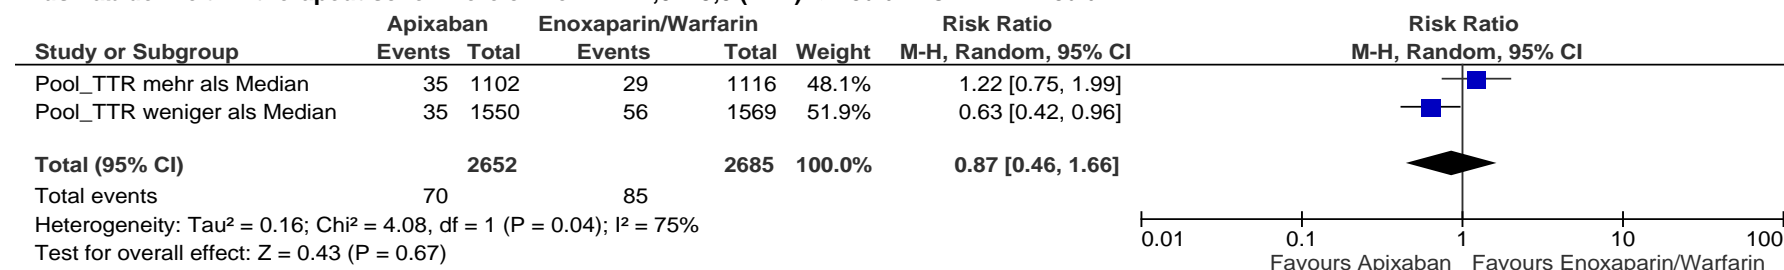 Apixaban Enoxaparin/Warfarin Risk Ratio Risk Ratio
Study or Subgroup Events Total Events Total Weight M-H, Random, 95% CI M-H, Random, 95% CI
Pool_TTR mehr als Median 35 1102 29 1116 48.1% 1.22 [0.75, 1.99]
Pool_TTR weniger als Median 35 1550 56 1569 51.9% 0.63 [0.42, 0.96]
Total (95% CI) 2652 2685 100.0% 0.87 [0.46, 1.66]
Total events 70 85
Heterogeneity: Tau² = 0.16; Chi² = 4.08, df = 1 (P = 0.04); I² = 75%
Test for overall effect: Z = 0.43 (P = 0.67)
0.01 0.1 1 10 100
Favours Apixaban Favours Enoxaparin/Warfarin